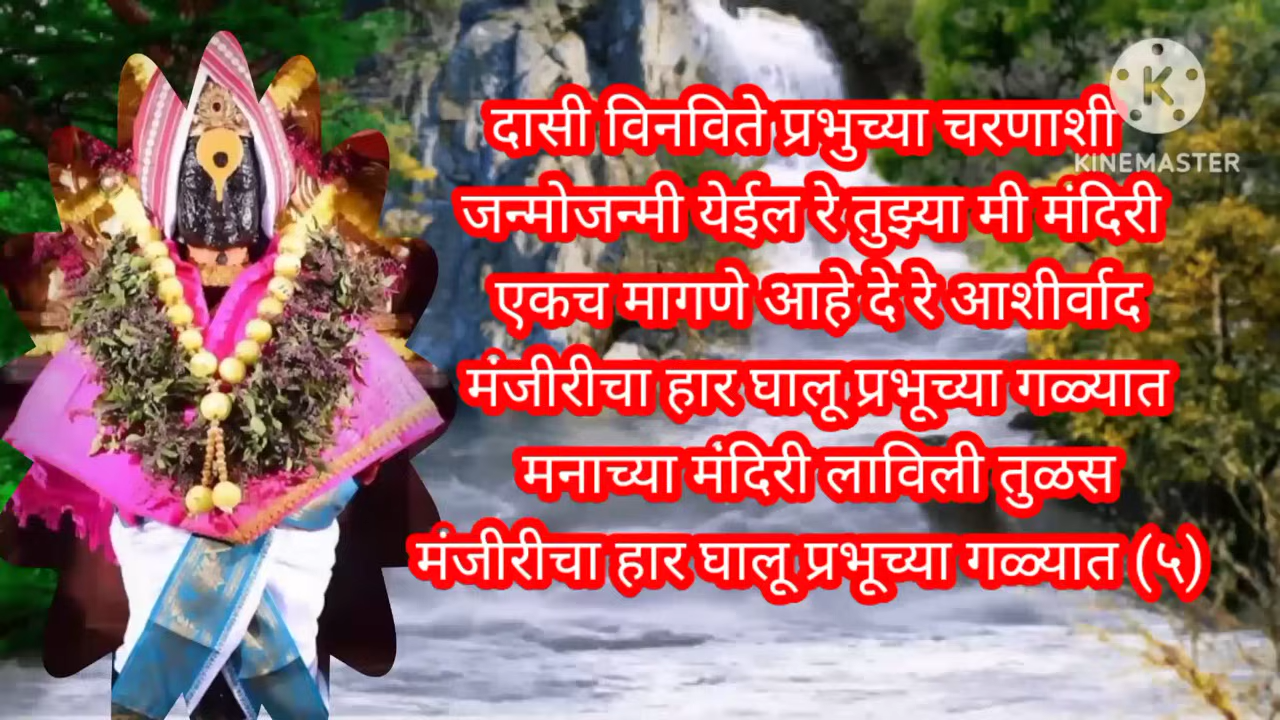 दासी विनविते प्रभुच्या चरणाशी
जन्मोजन्मी येईल रे तुझ्या मी मंदिरी
एकच मागणे आहे दे रे आशीर्वाद
मंजीरीचा हार घालू प्रभूच्या गळ्यात
मनाच्या मंदिरी लाविली तुळस
मंजीरीचा हार घालू प्रभूच्या गळ्यात (५)
K
KINEMASTER